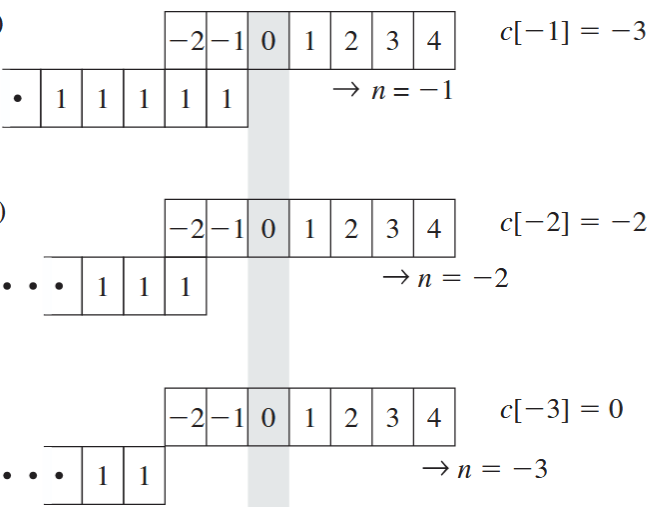 )
−2 −1 0 1 2 3 4 c[−1] = −3
• 1 1 1 1 1 → n = −1
)
−2 −1 0 1 2 3 4 c[−2] = −2
• • • 1 1 1 → n = −2
−2 −1 0 1 2 3 4 c[−3] = 0
• • • 1 1 → n = −3